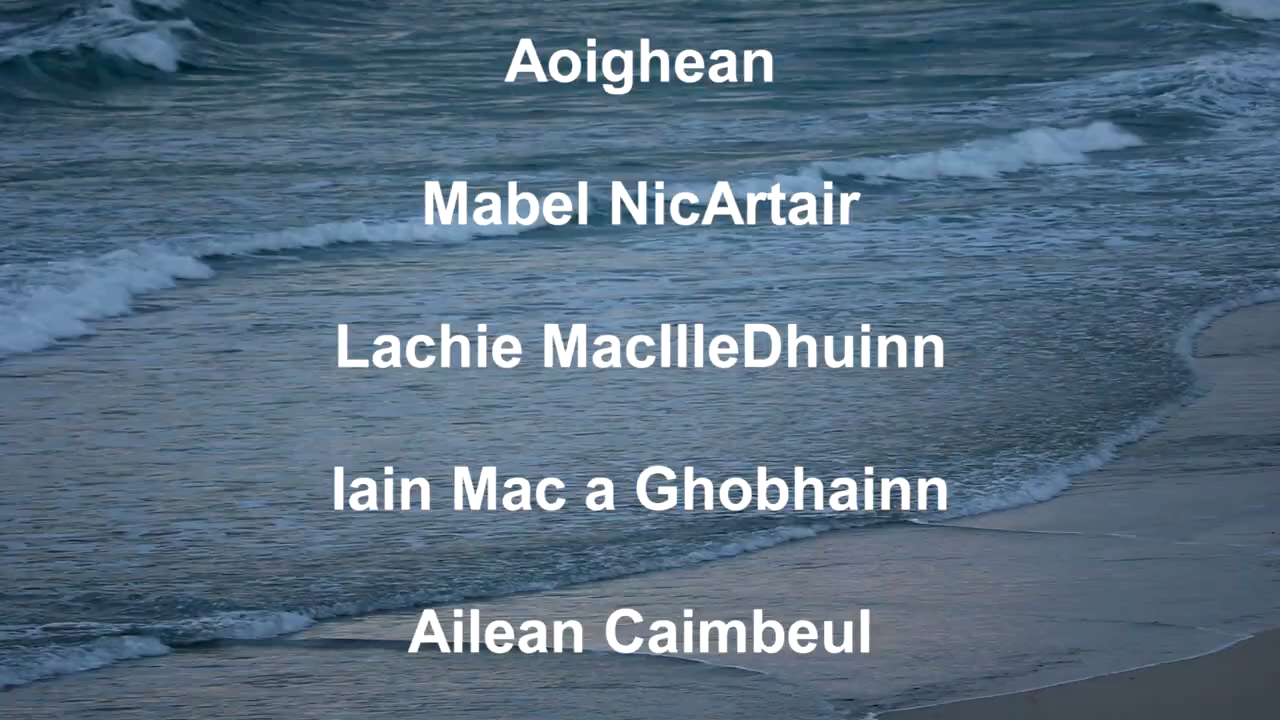 Aoighean
Mabel NicArtair
Lachie MacIlleDhuinn
Iain Mac a Ghobhainn
Ailean Caimbeul